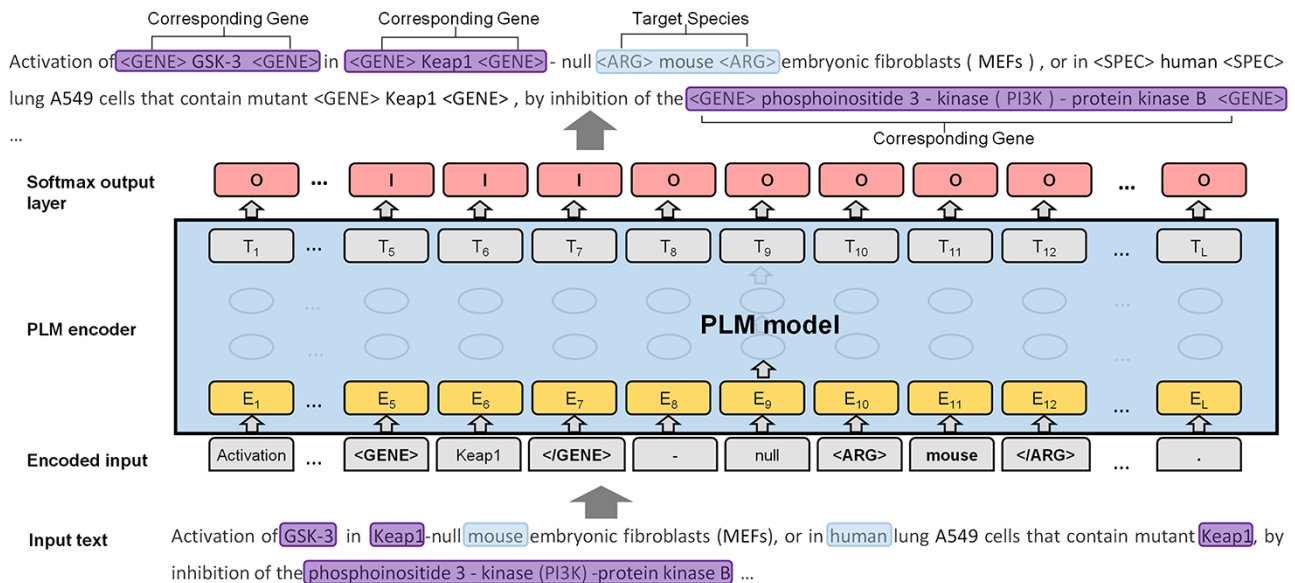 Corresponding Gene Corresponding Gene Target Species
Activation of <GENE> GSK-3 <GENE> in <GENE> Keap1 <GENE> - null <ARG> mouse <ARG> embryonic fibroblasts ( MEFs ) , or in <SPEC> human <SPEC>
lung A549 cells that contain mutant <GENE> Keap1 <GENE> , by inhibition of the <GENE> phosphoinositide 3 - kinase ( PI3K ) - protein kinase B <GENE>
...
Corresponding Gene
Softmax output layer
O ... I I I O O O O O ... O
T1 ... T5 T6 T7 T8 T9 T10 T11 T12 ... TL
... ...
PLM encoder
PLM model
... ...
E1 ... E5 E6 E7 E8 E9 E10 E11 E12 ... EL
Encoded input
Activation ... <GENE> Keap1 </GENE> - null <ARG> mouse </ARG> ... .
Input text
Activation of GSK-3 in Keap1-null mouse embryonic fibroblasts (MEFs), or in human lung A549 cells that contain mutant Keap1, by
inhibition of the phosphoinositide 3 - kinase (PI3K) -protein kinase B ...